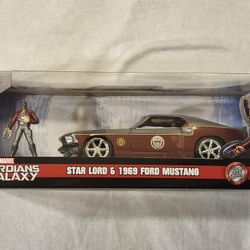 MARVEL
GUARDIANS
GALAXY
STAR LORD & 1969 FORD MUSTANG